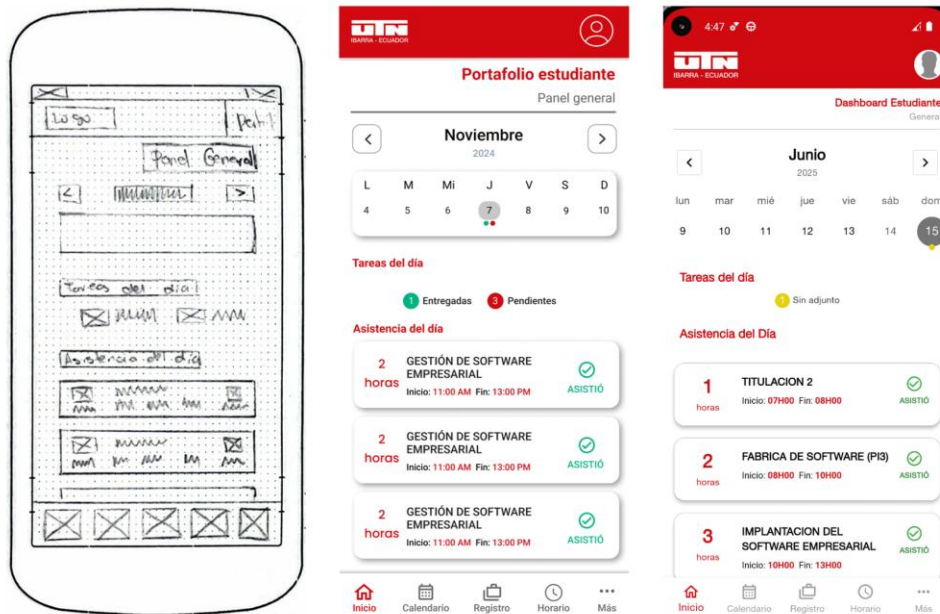 Logo
Perfil
Panel General
<
>
Tareas del día
Asistencia del día
UTN
IBARRA - ECUADOR
Portafolio estudiante
Panel general
<
Noviembre
>
2024
L M Mi J V S D
4 5 6 7 8 9 10
Tareas del día
1 Entregadas 3 Pendientes
Asistencia del día
2 horas
GESTIÓN DE SOFTWARE
EMPRESARIAL
Inicio: 11:00 AM Fin: 13:00 PM
ASISTIÓ
2 horas
GESTIÓN DE SOFTWARE
EMPRESARIAL
Inicio: 11:00 AM Fin: 13:00 PM
ASISTIÓ
2 horas
GESTIÓN DE SOFTWARE
EMPRESARIAL
Inicio: 11:00 AM Fin: 13:00 PM
ASISTIÓ
Inicio Calendario Registro Horario Más
4:47
UTN
IBARRA - ECUADOR
Dashboard Estudiante
General
<
Junio
>
2025
lun mar mié jue vie sáb dom
9 10 11 12 13 14 15
Tareas del día
1 Sin adjunto
Asistencia del Día
1 horas
TITULACION 2
Inicio: 07H00 Fin: 08H00
ASISTIÓ
2 horas
FABRICA DE SOFTWARE (PI3)
Inicio: 08H00 Fin: 10H00
ASISTIÓ
3 horas
IMPLANTACION DEL
SOFTWARE EMPRESARIAL
Inicio: 10H00 Fin: 13H00
ASISTIÓ
Inicio Calendario Registro Horario Más